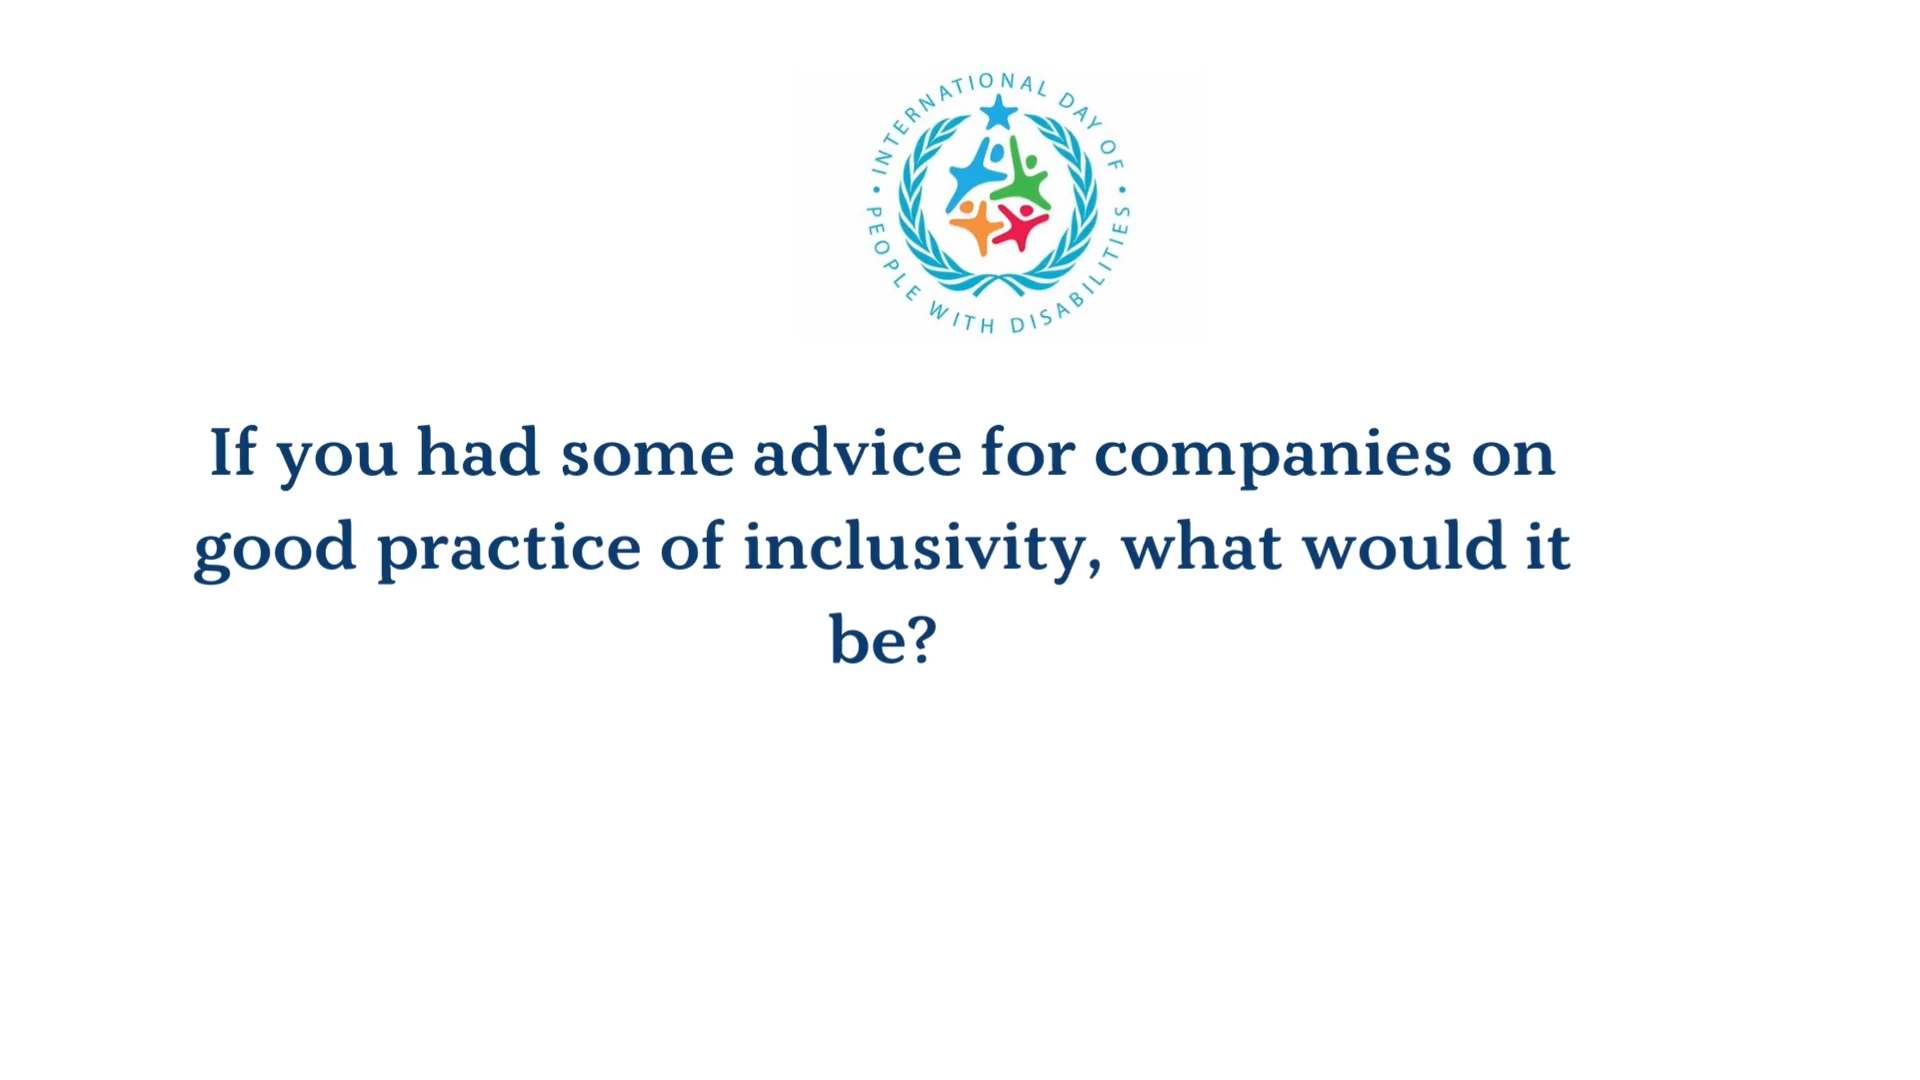 • INTERNATIONAL DAY OF •
PEOPLE WITH DISABILITIES
If you had some advice for companies on
good practice of inclusivity, what would it
be?